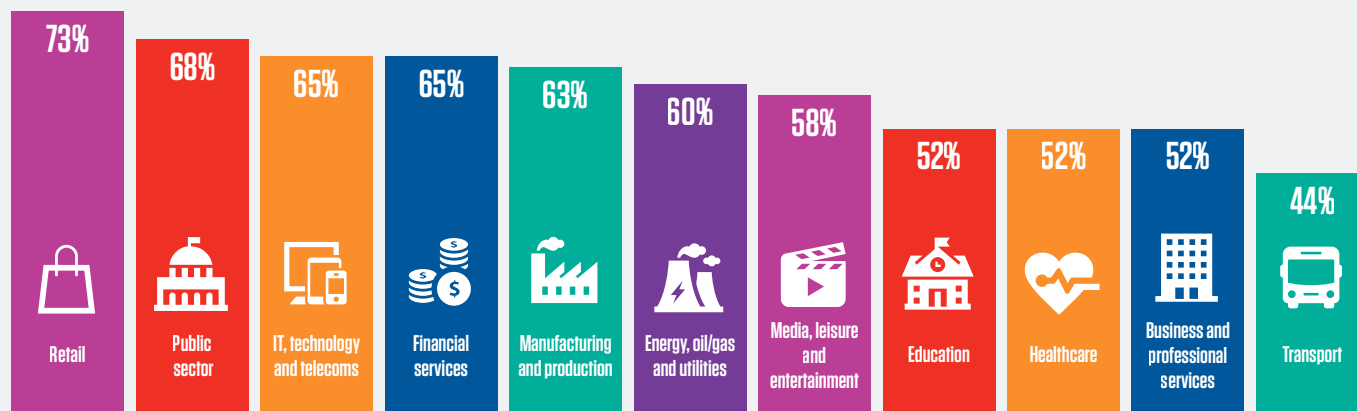 73%
68%
65%
65%
63%
60%
58%
52%
52%
52%
44%
Retail
Public
sector
IT, technology
and telecoms
Financial
services
Manufacturing
and production
Energy, oil/gas
and utilities
Media, leisure
and
entertainment
Education
Healthcare
Business and
professional
services
Transport